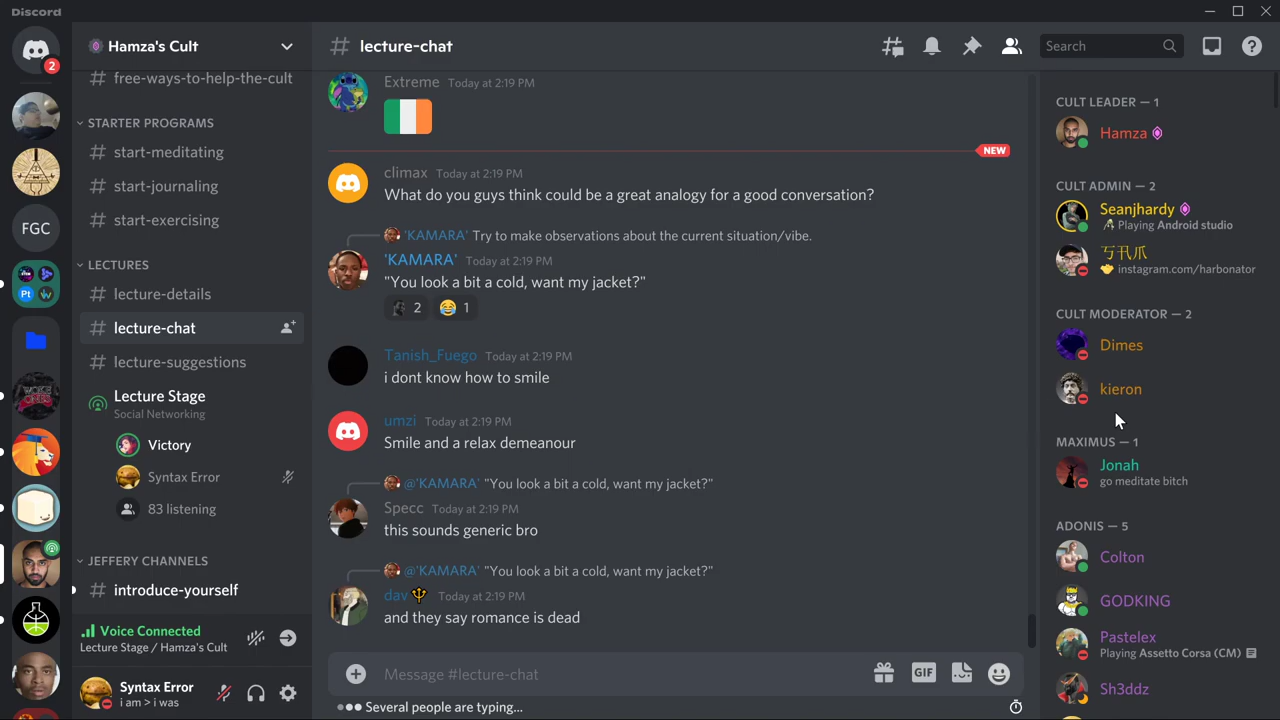 Discord
2
FGC
Pt
Hamza's Cult
free-ways-to-help-the-cult
STARTER PROGRAMS
start-meditating
start-journaling
start-exercising
LECTURES
lecture-details
lecture-chat
lecture-suggestions
Lecture Stage
Social Networking
Victory
Syntax Error
83 listening
JEFFERY CHANNELS
introduce-yourself
Voice Connected
Lecture Stage / Hamza's Cult
Syntax Error
i am > i was
lecture-chat
Search
Extreme Today at 2:19 PM
NEW
climax Today at 2:19 PM
What do you guys think could be a great analogy for a good conversation?
'KAMARA' Try to make observations about the current situation/vibe.
'KAMARA' Today at 2:19 PM
"You look a bit a cold, want my jacket?"
2 1
Tanish_Fuego Today at 2:19 PM
i dont know how to smile
umzi Today at 2:19 PM
Smile and a relax demeanour
@'KAMARA' "You look a bit a cold, want my jacket?"
Specc Today at 2:19 PM
this sounds generic bro
@'KAMARA' "You look a bit a cold, want my jacket?"
dav Today at 2:19 PM
and they say romance is dead
Message #lecture-chat
GIF
Several people are typing...
CULT LEADER — 1
Hamza
CULT ADMIN — 2
Seanjhardy
Playing Android studio
instagram.com/harbonator
CULT MODERATOR — 2
Dimes
kieron
MAXIMUS — 1
Jonah
go meditate bitch
ADONIS — 5
Colton
GODKING
Pastelex
Playing Assetto Corsa (CM)
Sh3ddz